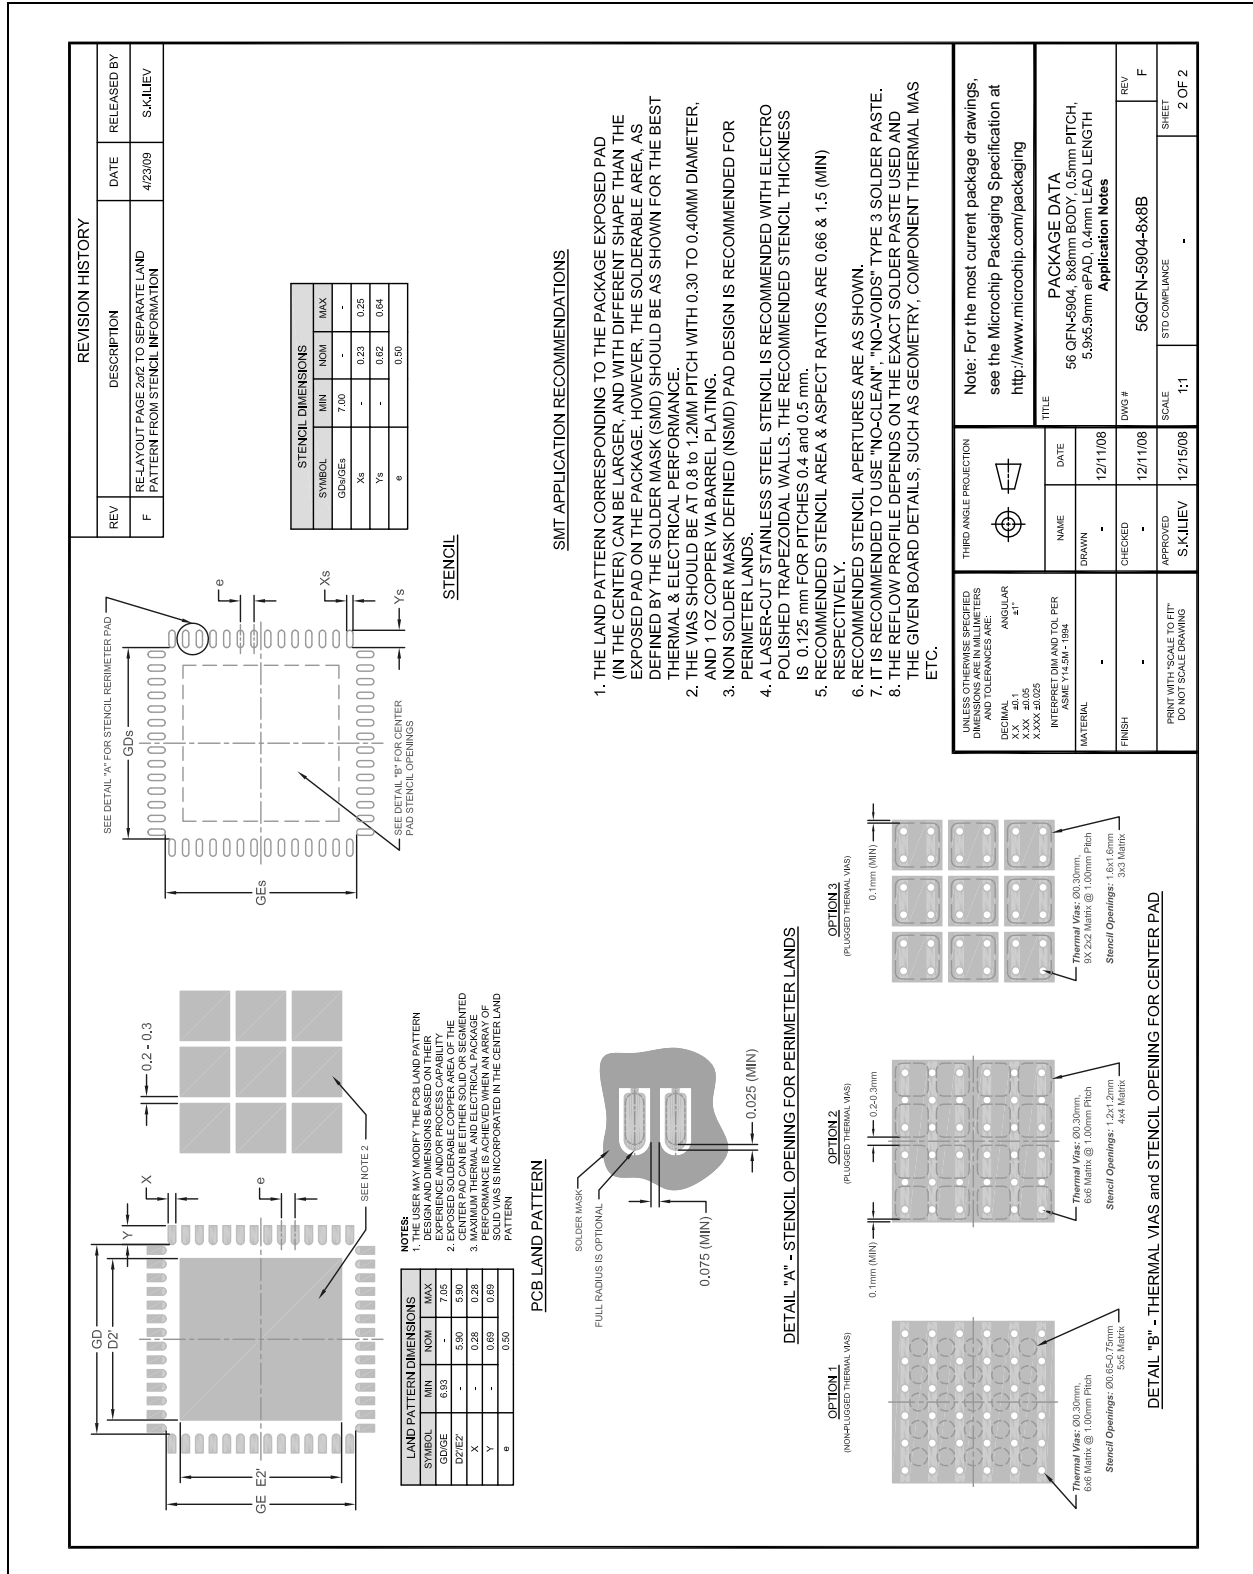 REVISION HISTORY
REV DESCRIPTION DATE RELEASED BY
F RE-LAYOUT PAGE 2of2 TO SEPARATE LAND 4/23/09 S.K.ILIEV
PATTERN FROM STENCIL INFORMATION
GD
D2'
Y
X
e
GE E2'
0.2 - 0.3
SEE NOTE 2
LAND PATTERN DIMENSIONS
SYMBOL MIN NOM MAX
GD/GE 6.93 - 7.05
D2'/E2' - 5.90 5.90
X - 0.28 0.28
Y - 0.69 0.69
e 0.50
NOTES:
1. THE USER MAY MODIFY THE PCB LAND PATTERN
DESIGN AND DIMENSIONS BASED ON THEIR
EXPERIENCE AND/OR PROCESS CAPABILITY
2. EXPOSED SOLDERABLE COPPER AREA OF THE
CENTER PAD CAN BE EITHER SOLID OR SEGMENTED
3. MAXIMUM THERMAL AND ELECTRICAL PACKAGE
PERFORMANCE IS ACHIEVED WHEN AN ARRAY OF
SOLID VIAS IS INCORPORATED IN THE CENTER LAND
PATTERN
PCB LAND PATTERN
SEE DETAIL "A" FOR STENCIL RERIMETER PAD
GDs
e
Xs
Ys
GEs
SEE DETAIL "B" FOR CENTER
PAD STENCIL OPENINGS
STENCIL
STENCIL DIMENSIONS
SYMBOL MIN NOM MAX
GDs/GEs 7.00 - -
Xs - 0.23 0.25
Ys - 0.62 0.64
e 0.50
SOLDER MASK
FULL RADIUS IS OPTIONAL
0.075 (MIN)
0.025 (MIN)
DETAIL "A" - STENCIL OPENING FOR PERIMETER LANDS
SMT APPLICATION RECOMMENDATIONS
1. THE LAND PATTERN CORRESPONDING TO THE PACKAGE EXPOSED PAD
(IN THE CENTER) CAN BE LARGER, AND WITH DIFFERENT SHAPE THAN THE
EXPOSED PAD ON THE PACKAGE. HOWEVER, THE SOLDERABLE AREA, AS
DEFINED BY THE SOLDER MASK (SMD) SHOULD BE AS SHOWN FOR THE BEST
THERMAL & ELECTRICAL PERFORMANCE.
2. THE VIAS SHOULD BE AT 0.8 to 1.2MM PITCH WITH 0.30 TO 0.40MM DIAMETER,
AND 1 OZ COPPER VIA BARREL PLATING.
3. NON SOLDER MASK DEFINED (NSMD) PAD DESIGN IS RECOMMENDED FOR
PERIMETER LANDS.
4. A LASER-CUT STAINLESS STEEL STENCIL IS RECOMMENDED WITH ELECTRO
POLISHED TRAPEZOIDAL WALLS. THE RECOMMENDED STENCIL THICKNESS
IS 0.125 mm FOR PITCHES 0.4 and 0.5 mm.
5. RECOMMENDED STENCIL AREA & ASPECT RATIOS ARE 0.66 & 1.5 (MIN)
RESPECTIVELY.
6. RECOMMENDED STENCIL APERTURES ARE AS SHOWN.
7. IT IS RECOMMENDED TO USE "NO-CLEAN", "NO-VOIDS" TYPE 3 SOLDER PASTE.
8. THE REFLOW PROFILE DEPENDS ON THE EXACT SOLDER PASTE USED AND
THE GIVEN BOARD DETAILS, SUCH AS GEOMETRY, COMPONENT THERMAL MAS
ETC.
OPTION 1
(NON-PLUGGED THERMAL VIAS)
Thermal Vias: Ø0.30mm,
6x6 Matrix @ 1.00mm Pitch
Stencil Openings: Ø0.65-0.75mm
5x5 Matrix
OPTION 2
(PLUGGED THERMAL VIAS)
0.1mm (MIN)
0.2-0.3mm
Thermal Vias: Ø0.30mm,
6x6 Matrix @ 1.00mm Pitch
Stencil Openings: 1.2x1.2mm
4x4 Matrix
OPTION 3
(PLUGGED THERMAL VIAS)
0.1mm (MIN)
Thermal Vias: Ø0.30mm,
9X 2x2 Matrix @ 1.00mm Pitch
Stencil Openings: 1.6x1.6mm
3x3 Matrix
DETAIL "B" - THERMAL VIAS and STENCIL OPENING FOR CENTER PAD
UNLESS OTHERWISE SPECIFIED
DIMENSIONS ARE IN MILLIMETERS
AND TOLERANCES ARE:
DECIMAL ANGULAR
X.X ±0.1 ±1°
X.XX ±0.05
X.XXX ±0.025
INTERPRET DIM AND TOL PER
ASME Y14.5M - 1994
MATERIAL
-
FINISH
-
PRINT WITH "SCALE TO FIT"
DO NOT SCALE DRAWING
THIRD ANGLE PROJECTION
NAME DATE
DRAWN
- 12/11/08
CHECKED
- 12/11/08
APPROVED
S.K.ILIEV 12/15/08
Note: For the most current package drawings,
see the Microchip Packaging Specification at
http://www.microchip.com/packaging
TITLE
PACKAGE DATA
56 QFN-5904, 8x8mm BODY, 0.5mm PITCH,
5.9x5.9mm ePAD, 0.4mm LEAD LENGTH
Application Notes
DWG # REV
56QFN-5904-8x8B F
SCALE STD COMPLIANCE SHEET
1:1 - 2 OF 2